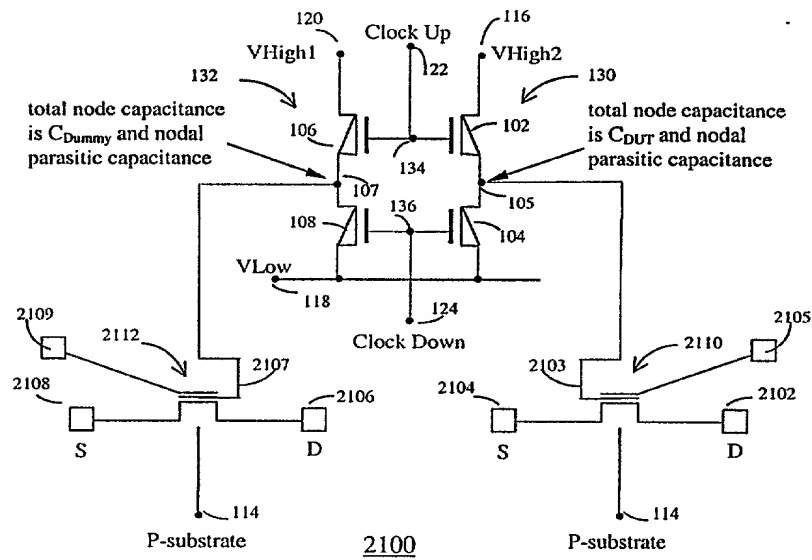 120
Clock Up
116
VHigh1
122
VHigh2
132
130
total node capacitance
is CDummy and nodal
parasitic capacitance
total node capacitance
is CDUT and nodal
parasitic capacitance
106
102
134
107
105
108
136
104
VLow
118
124
Clock Down
2109
2112
2107
2108
2106
S
D
114
P-substrate
2105
2110
2103
2104
2102
S
D
114
P-substrate
2100